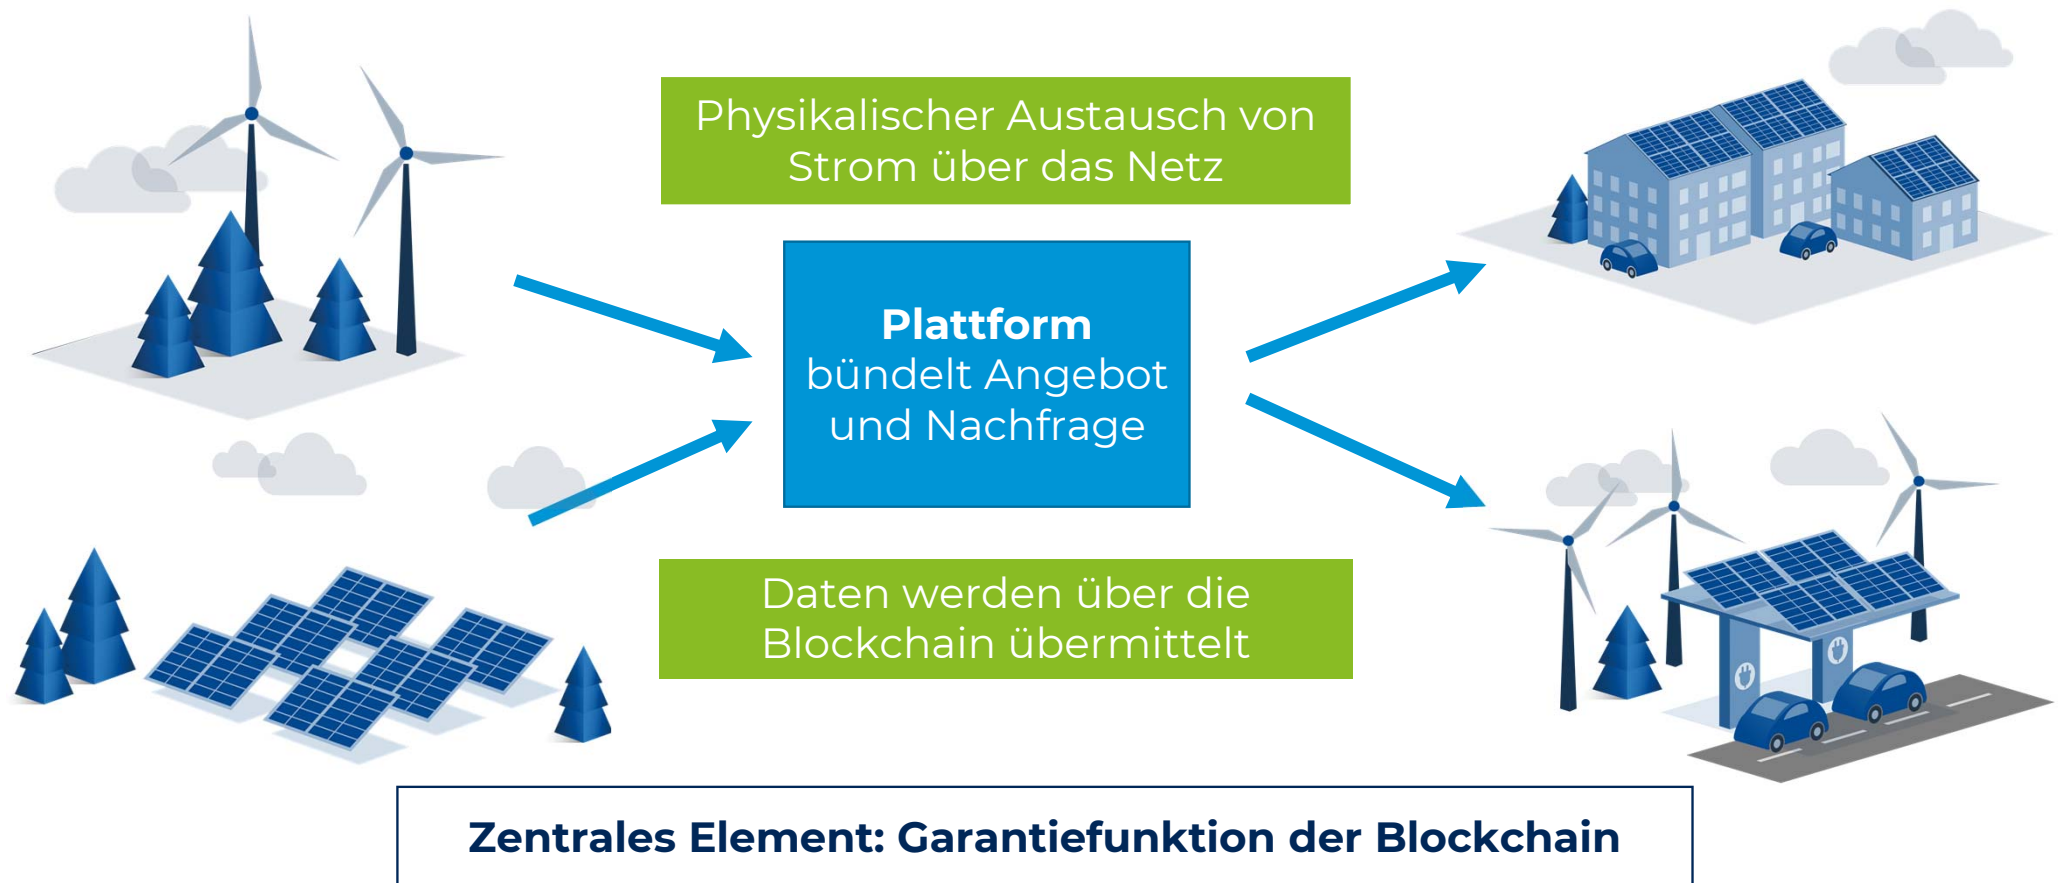 Physikalischer Austausch von
Strom über das Netz
Plattform
bündelt Angebot
und Nachfrage
Daten werden über die
Blockchain übermittelt
Zentrales Element: Garantiefunktion der Blockchain